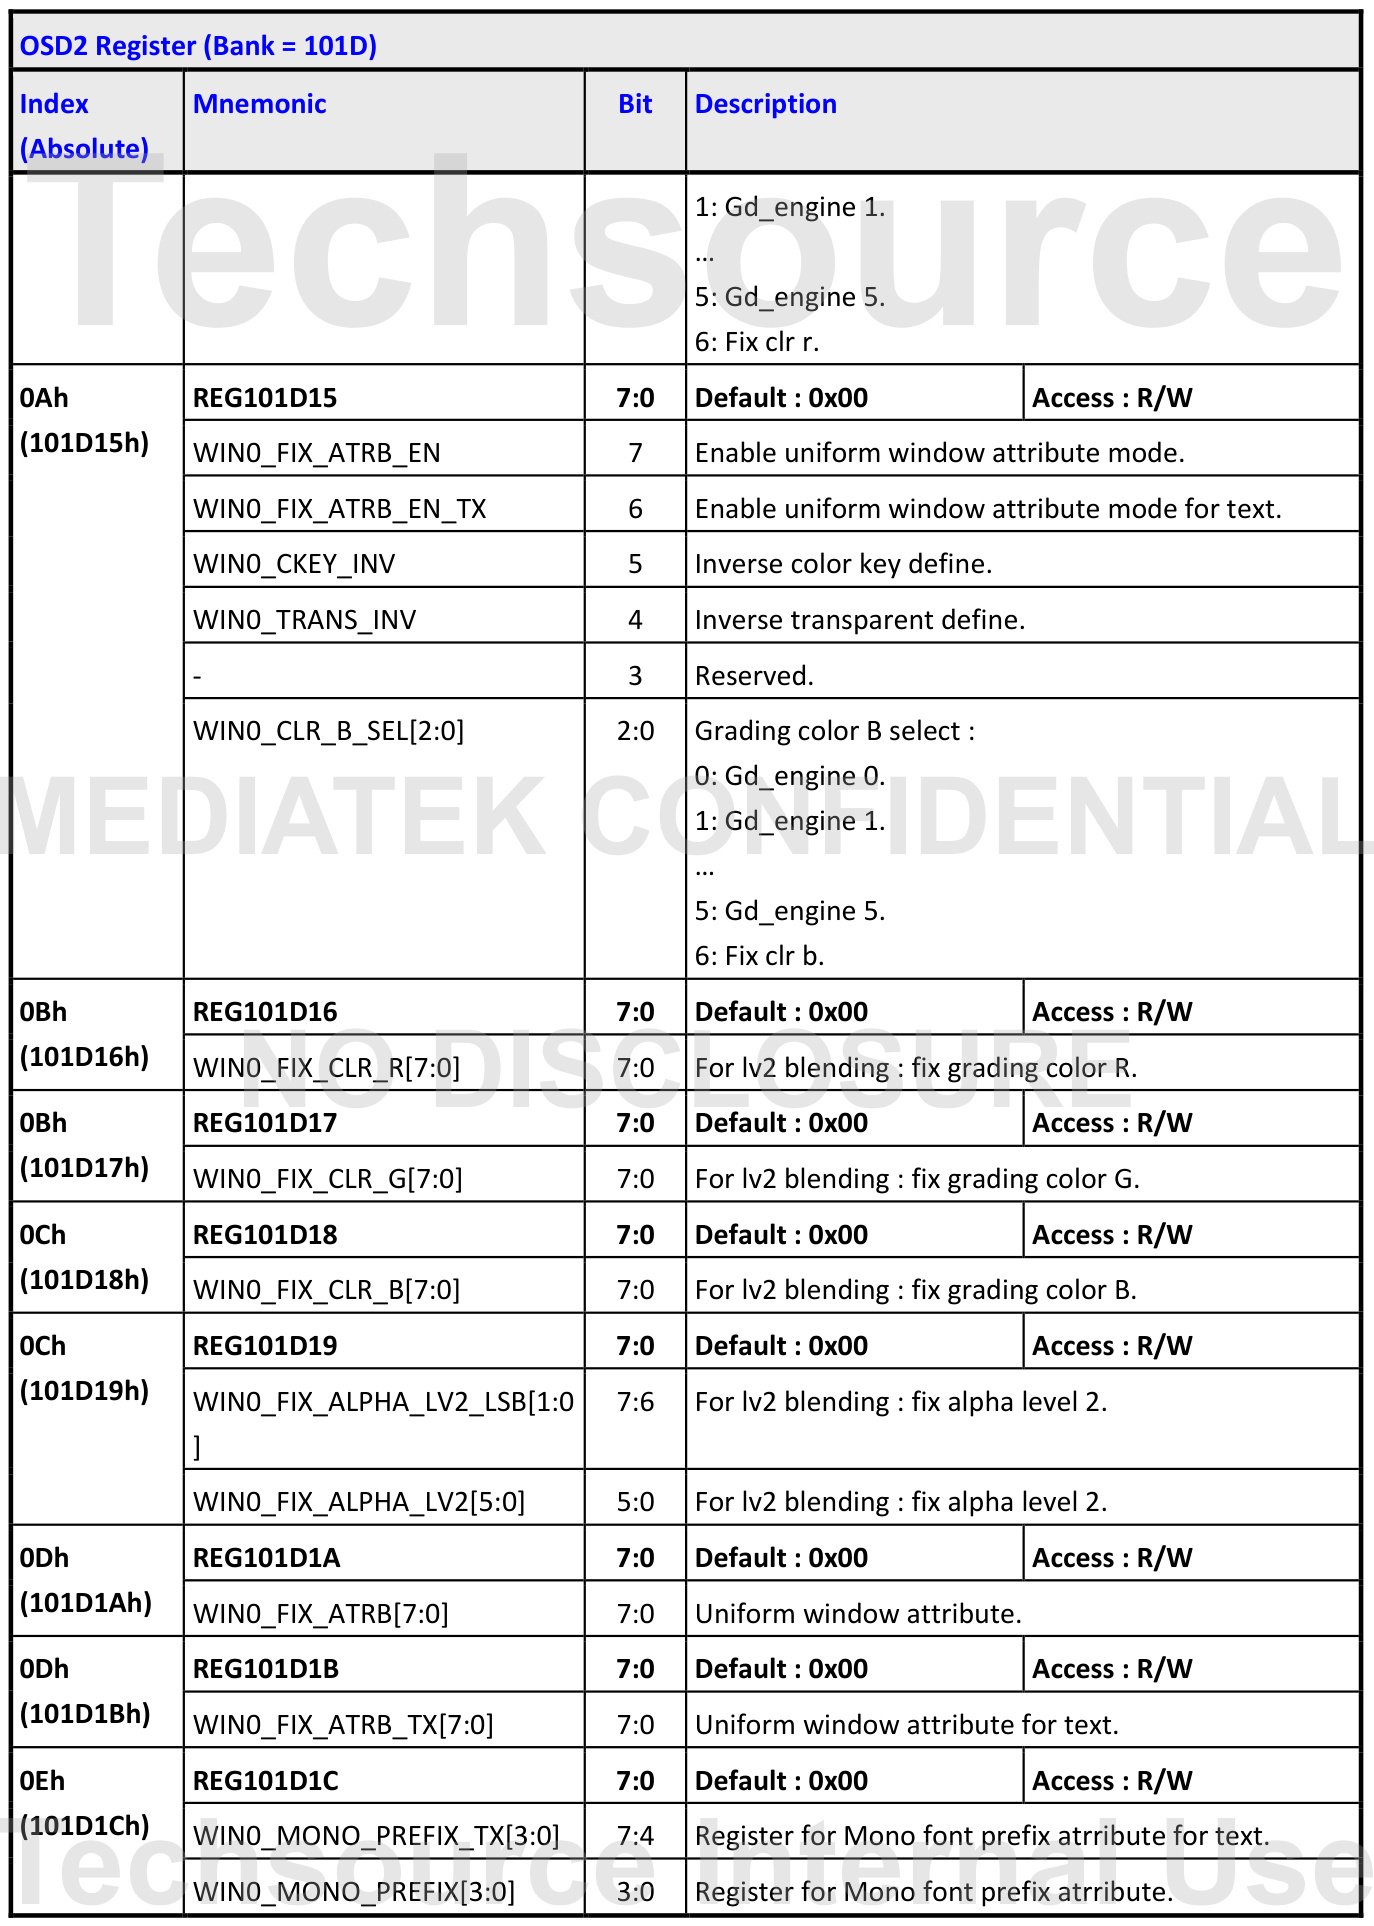 OSD2 Register (Bank = 101D)
Index Mnemonic Bit Description
(Absolute)
1: Gd_engine 1.
...
5: Gd_engine 5.
6: Fix clr r.
0Ah REG101D15 7:0 Default : 0x00 Access : R/W
(101D15h)
WIN0_FIX_ATRB_EN 7 Enable uniform window attribute mode.
WIN0_FIX_ATRB_EN_TX 6 Enable uniform window attribute mode for text.
WIN0_CKEY_INV 5 Inverse color key define.
WIN0_TRANS_INV 4 Inverse transparent define.
- 3 Reserved.
WIN0_CLR_B_SEL[2:0] 2:0 Grading color B select :
0: Gd_engine 0.
1: Gd_engine 1.
...
5: Gd_engine 5.
6: Fix clr b.
0Bh REG101D16 7:0 Default : 0x00 Access : R/W
(101D16h)
WIN0_FIX_CLR_R[7:0] 7:0 For lv2 blending : fix grading color R.
0Bh REG101D17 7:0 Default : 0x00 Access : R/W
(101D17h)
WIN0_FIX_CLR_G[7:0] 7:0 For lv2 blending : fix grading color G.
0Ch REG101D18 7:0 Default : 0x00 Access : R/W
(101D18h)
WIN0_FIX_CLR_B[7:0] 7:0 For lv2 blending : fix grading color B.
0Ch REG101D19 7:0 Default : 0x00 Access : R/W
(101D19h)
WIN0_FIX_ALPHA_LV2_LSB[1:0 7:6 For lv2 blending : fix alpha level 2.
]
WIN0_FIX_ALPHA_LV2[5:0] 5:0 For lv2 blending : fix alpha level 2.
0Dh REG101D1A 7:0 Default : 0x00 Access : R/W
(101D1Ah)
WIN0_FIX_ATRB[7:0] 7:0 Uniform window attribute.
0Dh REG101D1B 7:0 Default : 0x00 Access : R/W
(101D1Bh)
WIN0_FIX_ATRB_TX[7:0] 7:0 Uniform window attribute for text.
0Eh REG101D1C 7:0 Default : 0x00 Access : R/W
(101D1Ch)
WIN0_MONO_PREFIX_TX[3:0] 7:4 Register for Mono font prefix atrribute for text.
WIN0_MONO_PREFIX[3:0] 3:0 Register for Mono font prefix atrribute.
Techsource
MEDIATEK CONFIDENTIAL
NO DISCLOSURE
Techsource Internal Use